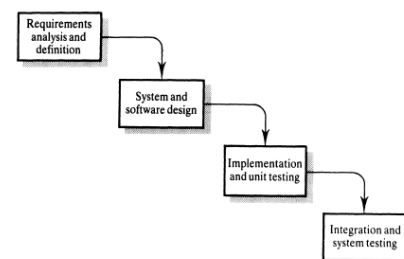 Requirements
analysis and
definition
System and
software design
Implementation
and unit testing
Integration and
system testing